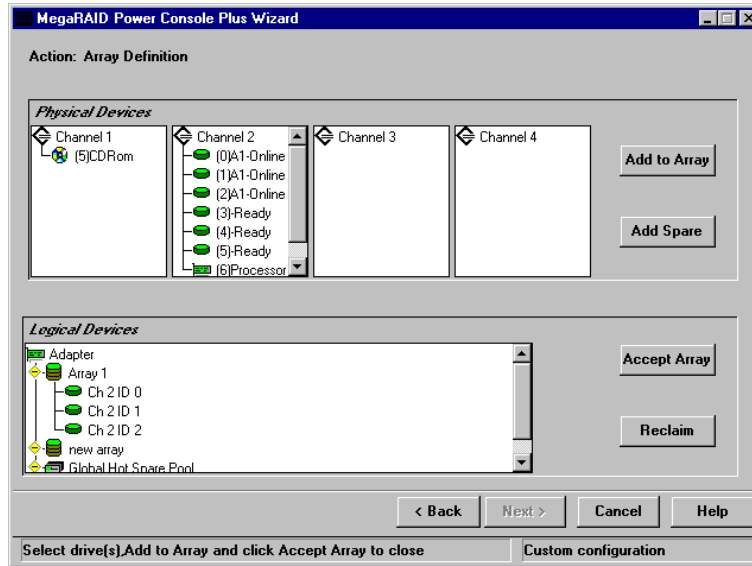 MegaRAID Power Console Plus Wizard
Action: Array Definition
Physical Devices
Channel 1
(5)CDRom
Channel 2
(0)A1-Online
(1)A1-Online
(2)A1-Online
(3)-Ready
(4)-Ready
(5)-Ready
(6)Processor
Channel 3
Channel 4
Add to Array
Add Spare
Logical Devices
Adapter
Array 1
Ch 2 ID 0
Ch 2 ID 1
Ch 2 ID 2
new array
Global Hot Spare Pool
Accept Array
Reclaim
< Back
Next >
Cancel
Help
Select drive(s),Add to Array and click Accept Array to close
Custom configuration